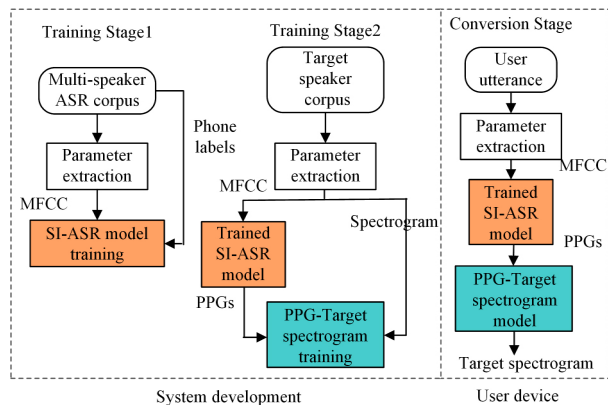 Training Stage1
Multi-speaker
ASR corpus
Phone
labels
Parameter
extraction
MFCC
SI-ASR model
training
Training Stage2
Target
speaker
corpus
Parameter
extraction
MFCC
Spectrogram
Trained
SI-ASR
model
PPGs
PPG-Target
spectrogram
training
System development
Conversion Stage
User
utterance
Parameter
extraction
MFCC
Trained
SI-ASR model
PPGs
PPG-Target
spectrogram
model
Target spectrogram
User device